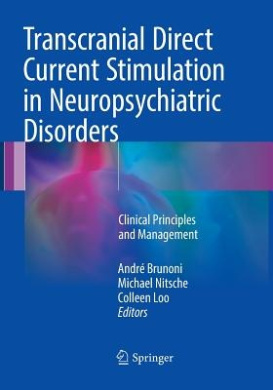 Transcranial Direct
Current Stimulation
in Neuropsychiatric
Disorders
Clinical Principles
and Management
André Brunoni
Michael Nitsche
Colleen Loo
Editors
Springer